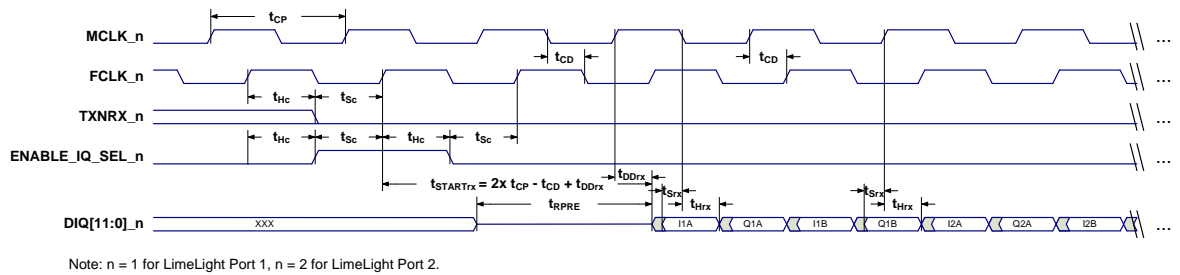 tCP
MCLK_n ...
tCD tCD
FCLK_n ...
tHc tSc
TXNRX_n ...
tHc tSc tHc tSc
ENABLE_IQ_SEL_n ...
tDDrx
tSTARTrx = 2x tCP - tCD + tDDrx tSrx tSrx
tRPRE tHrx tHrx
DIQ[11:0]_n XXX I1A Q1A I1B Q1B I2A Q2A I2B ...
Note: n = 1 for LimeLight Port 1, n = 2 for LimeLight Port 2.